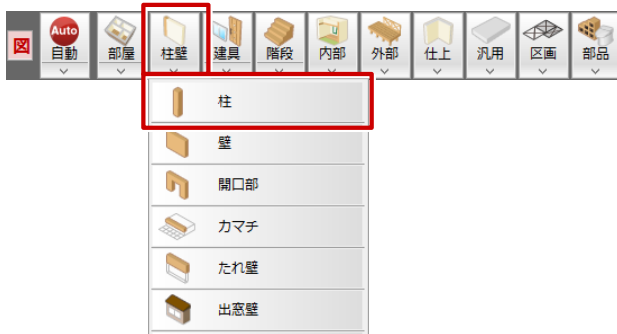 図 Auto 自動 部屋 柱壁 建具 階段 内部 外部 仕上 汎用 区画 部品
柱
壁
開口部
カマチ
たれ壁
出窓壁